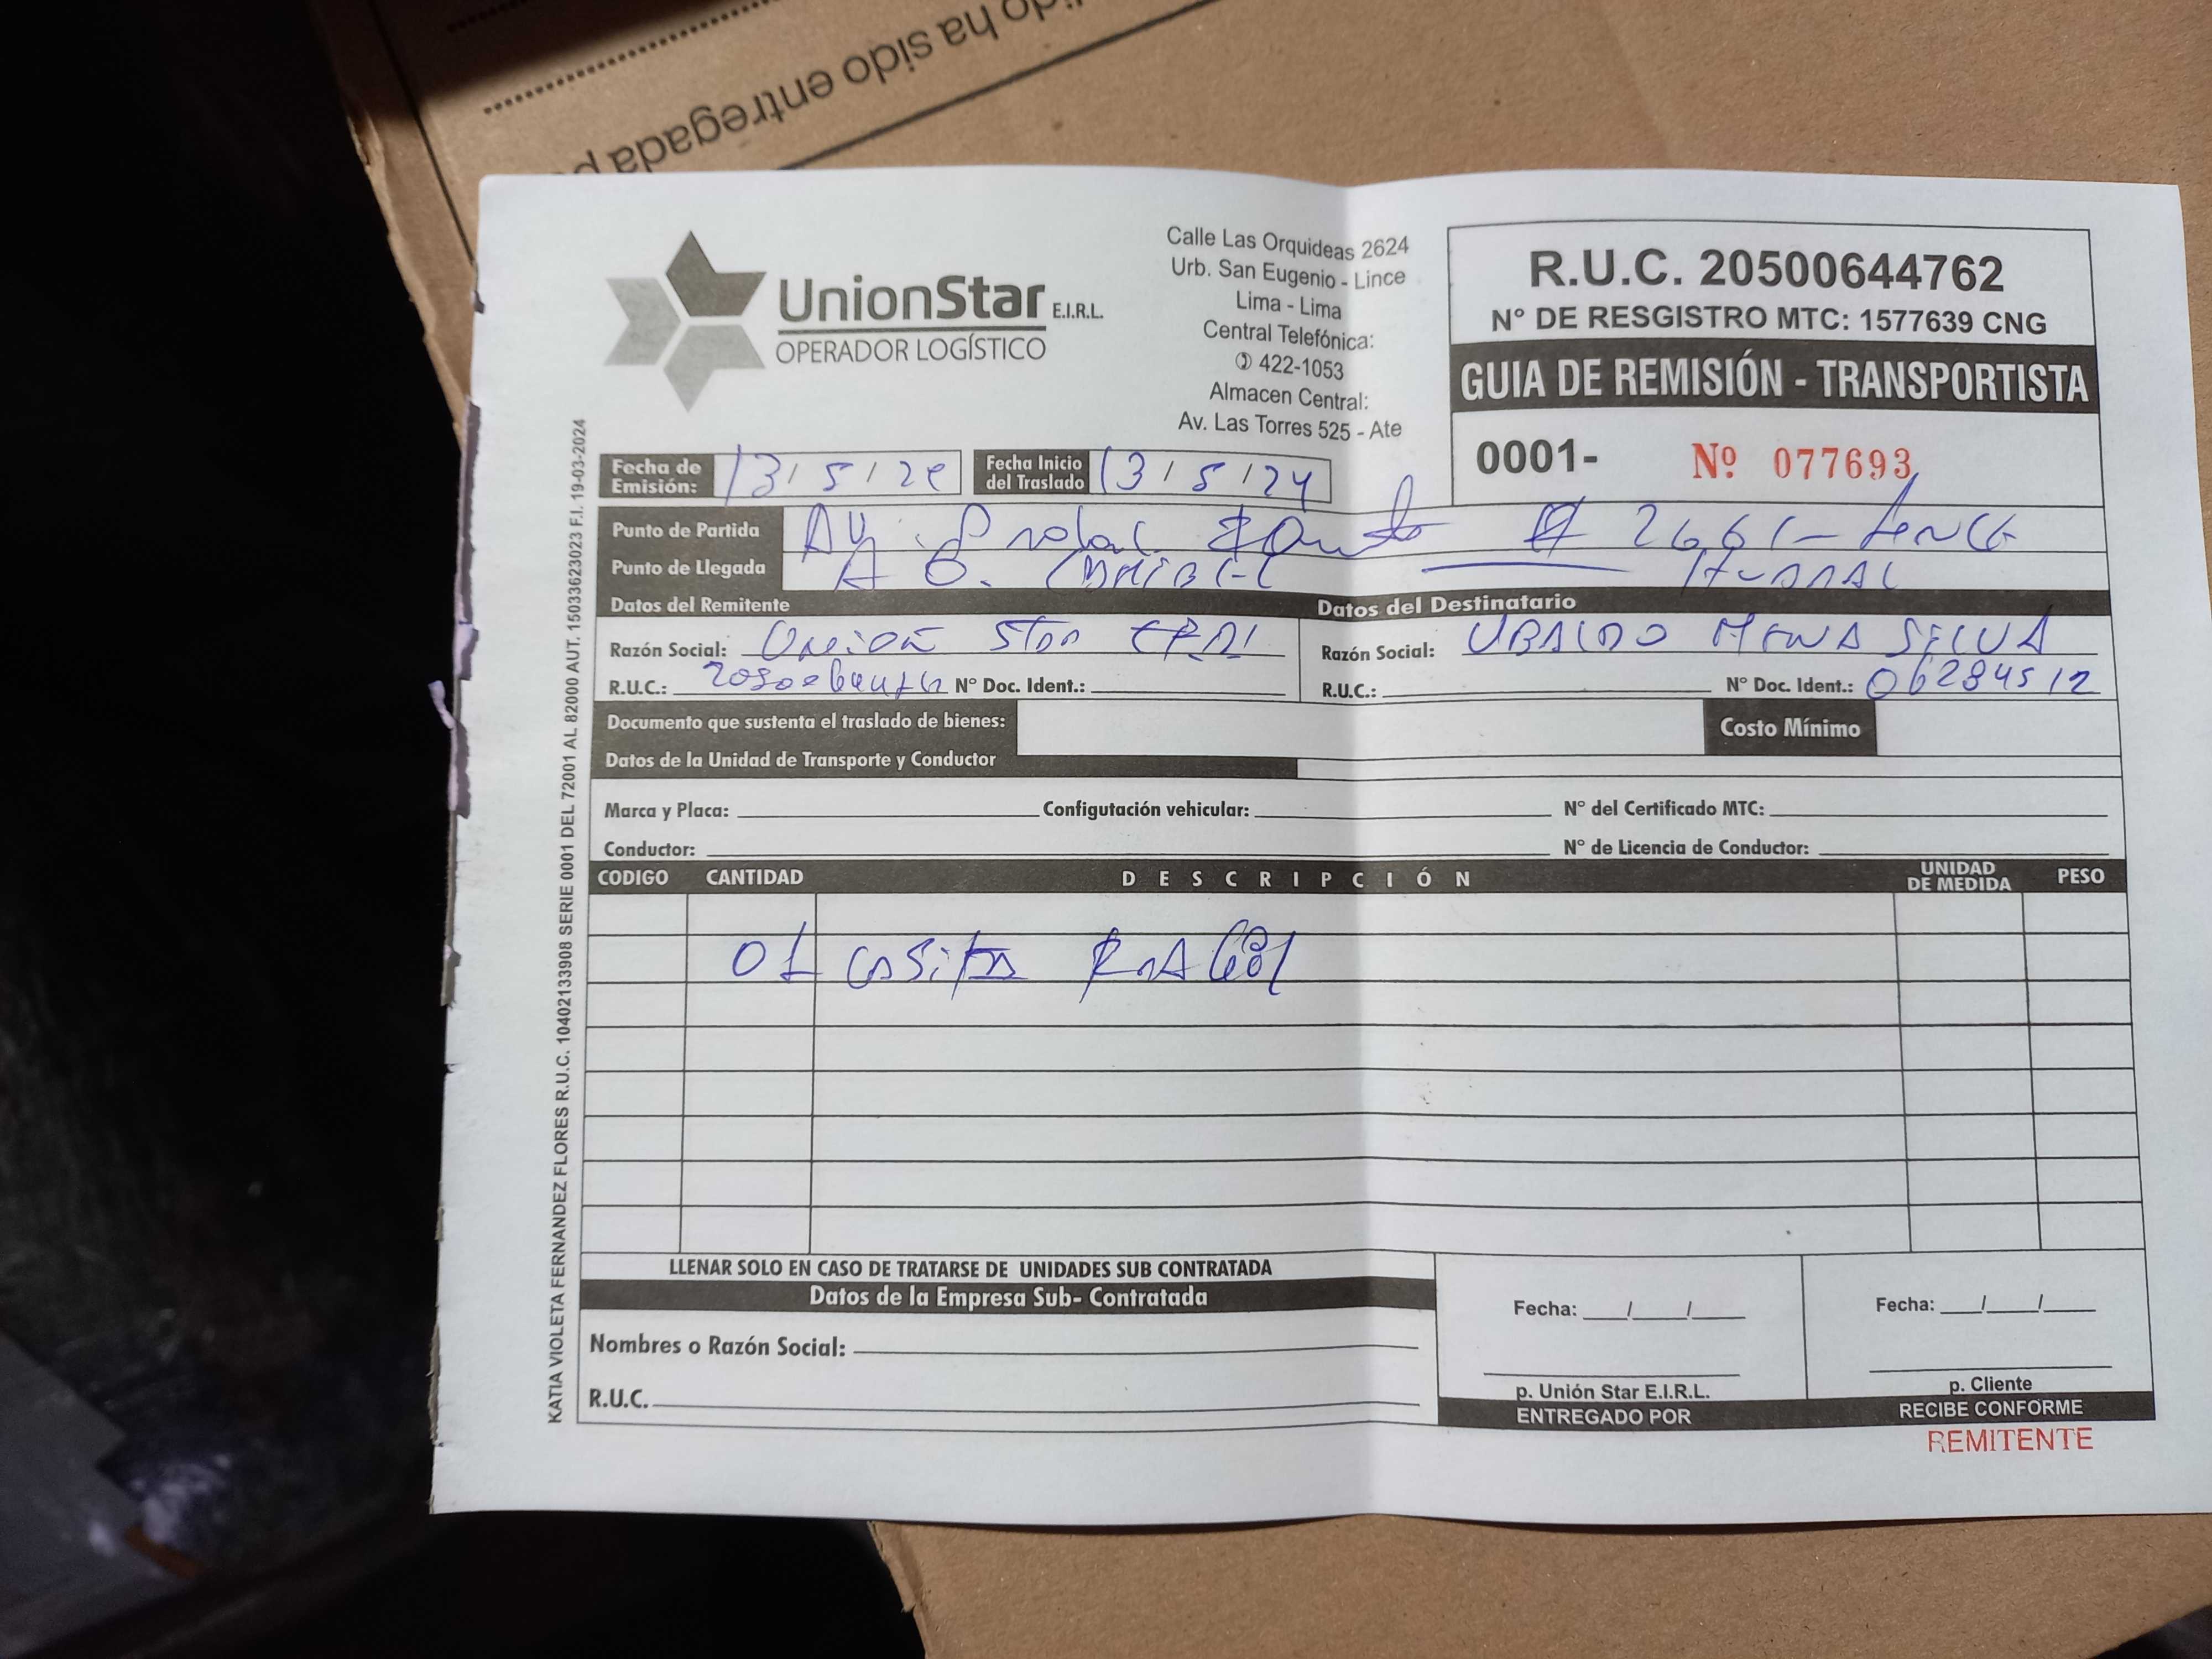 do ha sido entregada
UnionStar E.I.R.L.
OPERADOR LOGÍSTICO
Calle Las Orquideas 2624
Urb. San Eugenio - Lince
Lima - Lima
Central Telefónica:
422-1053
Almacen Central:
Av. Las Torres 525 - Ate
R.U.C. 20500644762
N° DE RESGISTRO MTC: 1577639 CNG
GUIA DE REMISIÓN - TRANSPORTISTA
0001- Nº 077693
Fecha de Emisión: 13/5/24 Fecha Inicio del Traslado 13/5/24
Punto de Partida AV. 2661-
Punto de Llegada
Datos del Remitente Datos del Destinatario
Razón Social: Union Star Razón Social: UBALDO MENA
R.U.C.: N° Doc. Ident.: R.U.C.: N° Doc. Ident.: 06284512
Documento que sustenta el traslado de bienes: Costo Mínimo
Datos de la Unidad de Transporte y Conductor
Marca y Placa: Configutación vehicular: N° del Certificado MTC:
Conductor: N° de Licencia de Conductor:
CODIGO CANTIDAD DESCRIPCIÓN UNIDAD DE MEDIDA PESO
01 cajita
LLENAR SOLO EN CASO DE TRATARSE DE UNIDADES SUB CONTRATADA
Datos de la Empresa Sub- Contratada
Nombres o Razón Social:
R.U.C.
Fecha: / /
p. Unión Star E.I.R.L.
ENTREGADO POR
Fecha: / /
p. Cliente
RECIBE CONFORME
REMITENTE
KATIA VIOLETA FERNANDEZ FLORES R.U.C. 10402133908 SERIE 0001 DEL 72001 AL 82000 AUT. 15033623023 F.I. 19-03-2024